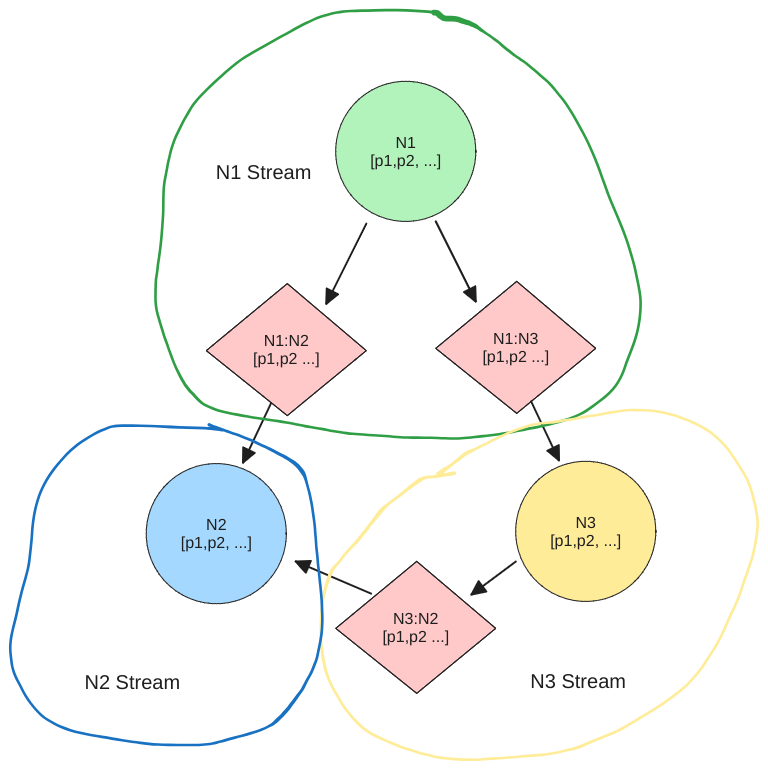 N1
[p1,p2, ...]
N1 Stream
N1:N2
[p1,p2 ...]
N1:N3
[p1,p2 ...]
N2
[p1,p2, ...]
N3
[p1,p2, ...]
N3:N2
[p1,p2 ...]
N2 Stream
N3 Stream